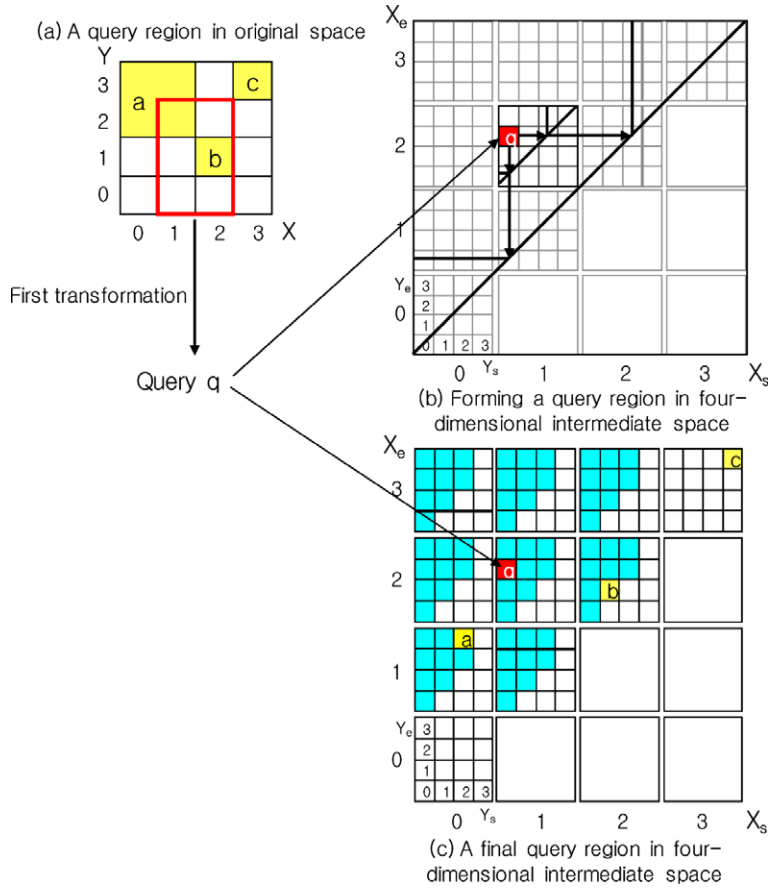 (a) A query region in original space
Y
3
2
1
0
a
c
b
0 1 2 3 X
First transformation
Query q
Xe
3
2
1
0
q
Ye 3
2
1
0 1 2 3
0 Ys 1 2 3 Xs
(b) Forming a query region in four-
dimensional intermediate space
Xe
3
2
1
0
c
q
b
a
Ye 3
2
1
0 1 2 3
0 Ys 1 2 3 Xs
(c) A final query region in four-
dimensional intermediate space